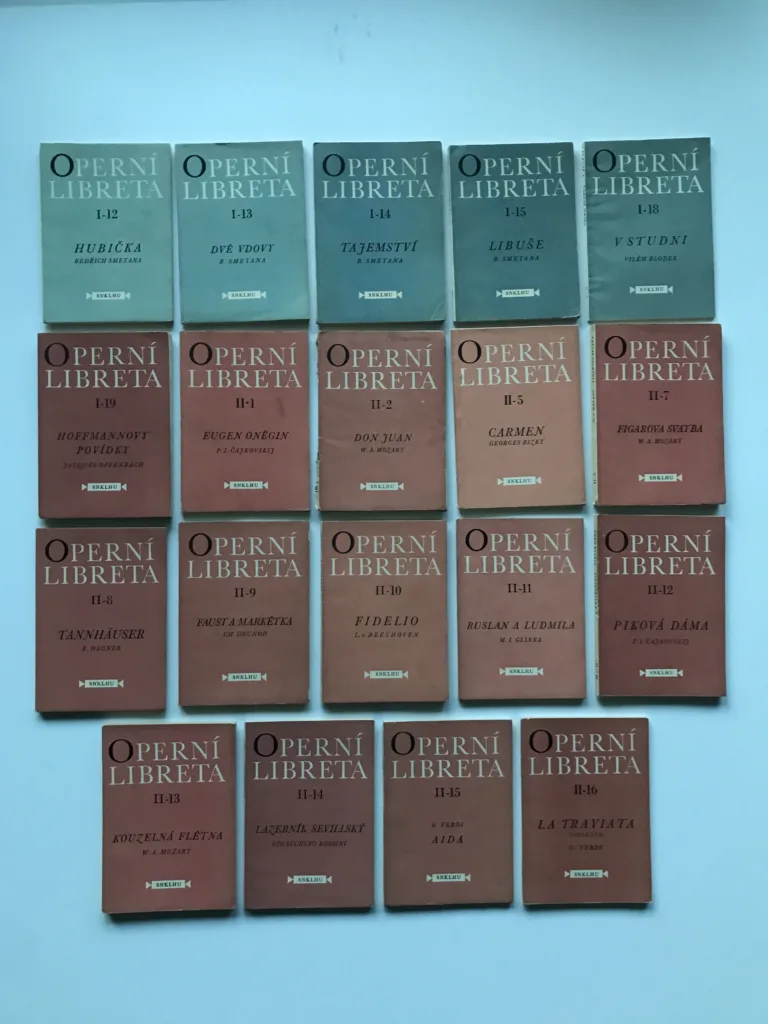 OPERNÍ
LIBRETA
I-12
HUBIČKA
BEDŘICH SMETANA
SNKLHU
OPERNÍ
LIBRETA
I-13
DVĚ VDOVY
B. SMETANA
SNKLHU
OPERNÍ
LIBRETA
I-14
TAJEMSTVÍ
B. SMETANA
SNKLHU
OPERNÍ
LIBRETA
I-15
LIBUŠE
B. SMETANA
SNKLHU
OPERNÍ
LIBRETA
I-18
V STUDNI
VILÉM BLODEK
SNKLHU
OPERNÍ
LIBRETA
I-19
HOFFMANNOVY
POVÍDKY
JACQUES OFFENBACH
SNKLHU
OPERNÍ
LIBRETA
II-1
EUGEN ONĚGIN
P. I. ČAJKOVSKIJ
SNKLHU
OPERNÍ
LIBRETA
II-2
DON JUAN
W. A. MOZART
SNKLHU
OPERNÍ
LIBRETA
II-5
CARMEN
GEORGES BIZET
SNKLHU
OPERNÍ
LIBRETA
II-7
FIGAROVA SVATBA
W. A. MOZART
SNKLHU
OPERNÍ
LIBRETA
II-8
TANNHÄUSER
R. WAGNER
SNKLHU
OPERNÍ
LIBRETA
II-9
FAUST A MARKÉTKA
CH. GOUNOD
SNKLHU
OPERNÍ
LIBRETA
II-10
FIDELIO
L. v. BEETHOVEN
SNKLHU
OPERNÍ
LIBRETA
II-11
RUSLAN A LUDMILA
M. I. GLINKA
SNKLHU
OPERNÍ
LIBRETA
II-12
PIKOVÁ DÁMA
P. I. ČAJKOVSKIJ
SNKLHU
OPERNÍ
LIBRETA
II-13
KOUZELNÁ FLÉTNA
W. A. MOZART
SNKLHU
OPERNÍ
LIBRETA
II-14
LAZEBNÍK SEVILLSKÝ
GIOACCHINO ROSSINI
SNKLHU
OPERNÍ
LIBRETA
II-15
G. VERDI
AIDA
SNKLHU
OPERNÍ
LIBRETA
II-16
LA TRAVIATA
G. VERDI
SNKLHU